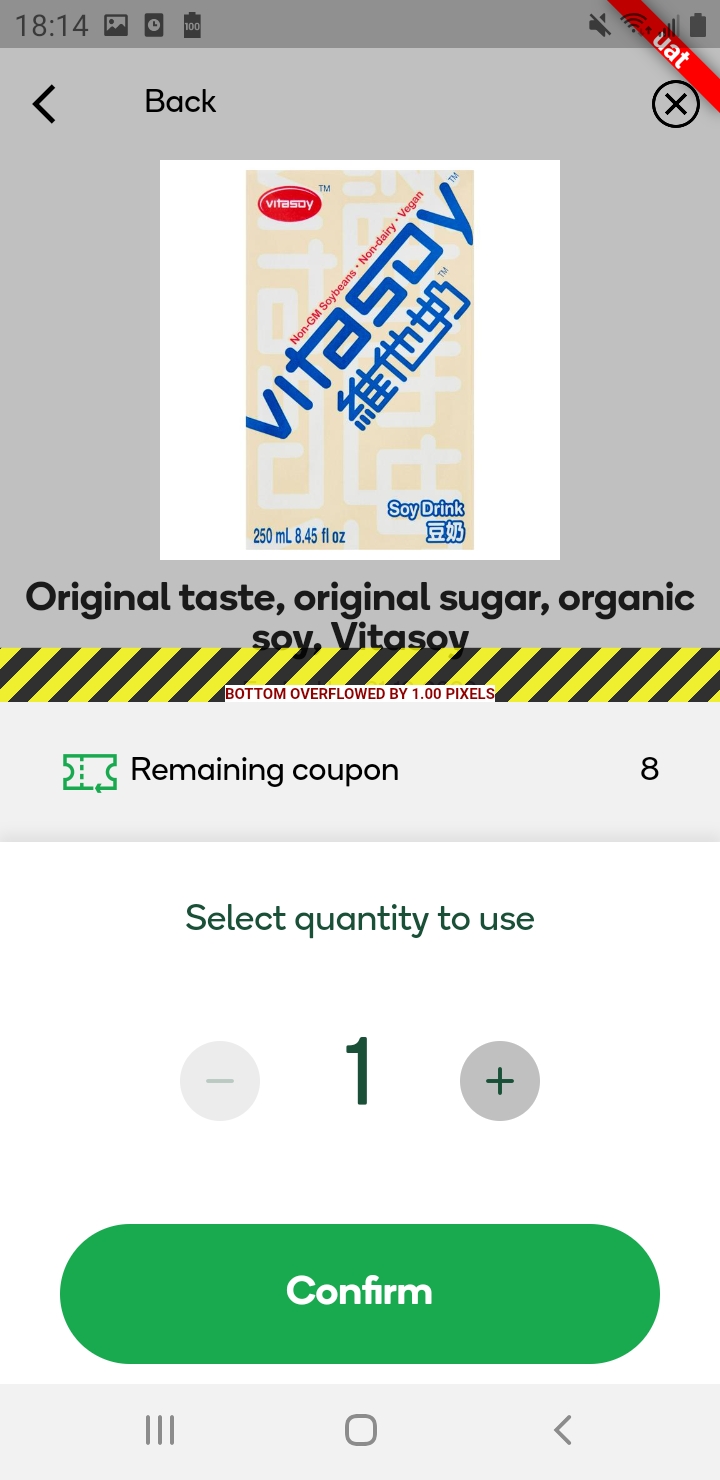 18:14
100
uat
Back
vitasoy TM
Non-GM Soybeans • Non-dairy • Vegan
vitasoy TM
維他奶 TM
Soy Drink
250 mL 8.45 fl oz
豆奶
Original taste, original sugar, organic
soy, Vitasoy
BOTTOM OVERFLOWED BY 1.00 PIXELS
Remaining coupon 8
Select quantity to use
1
Confirm